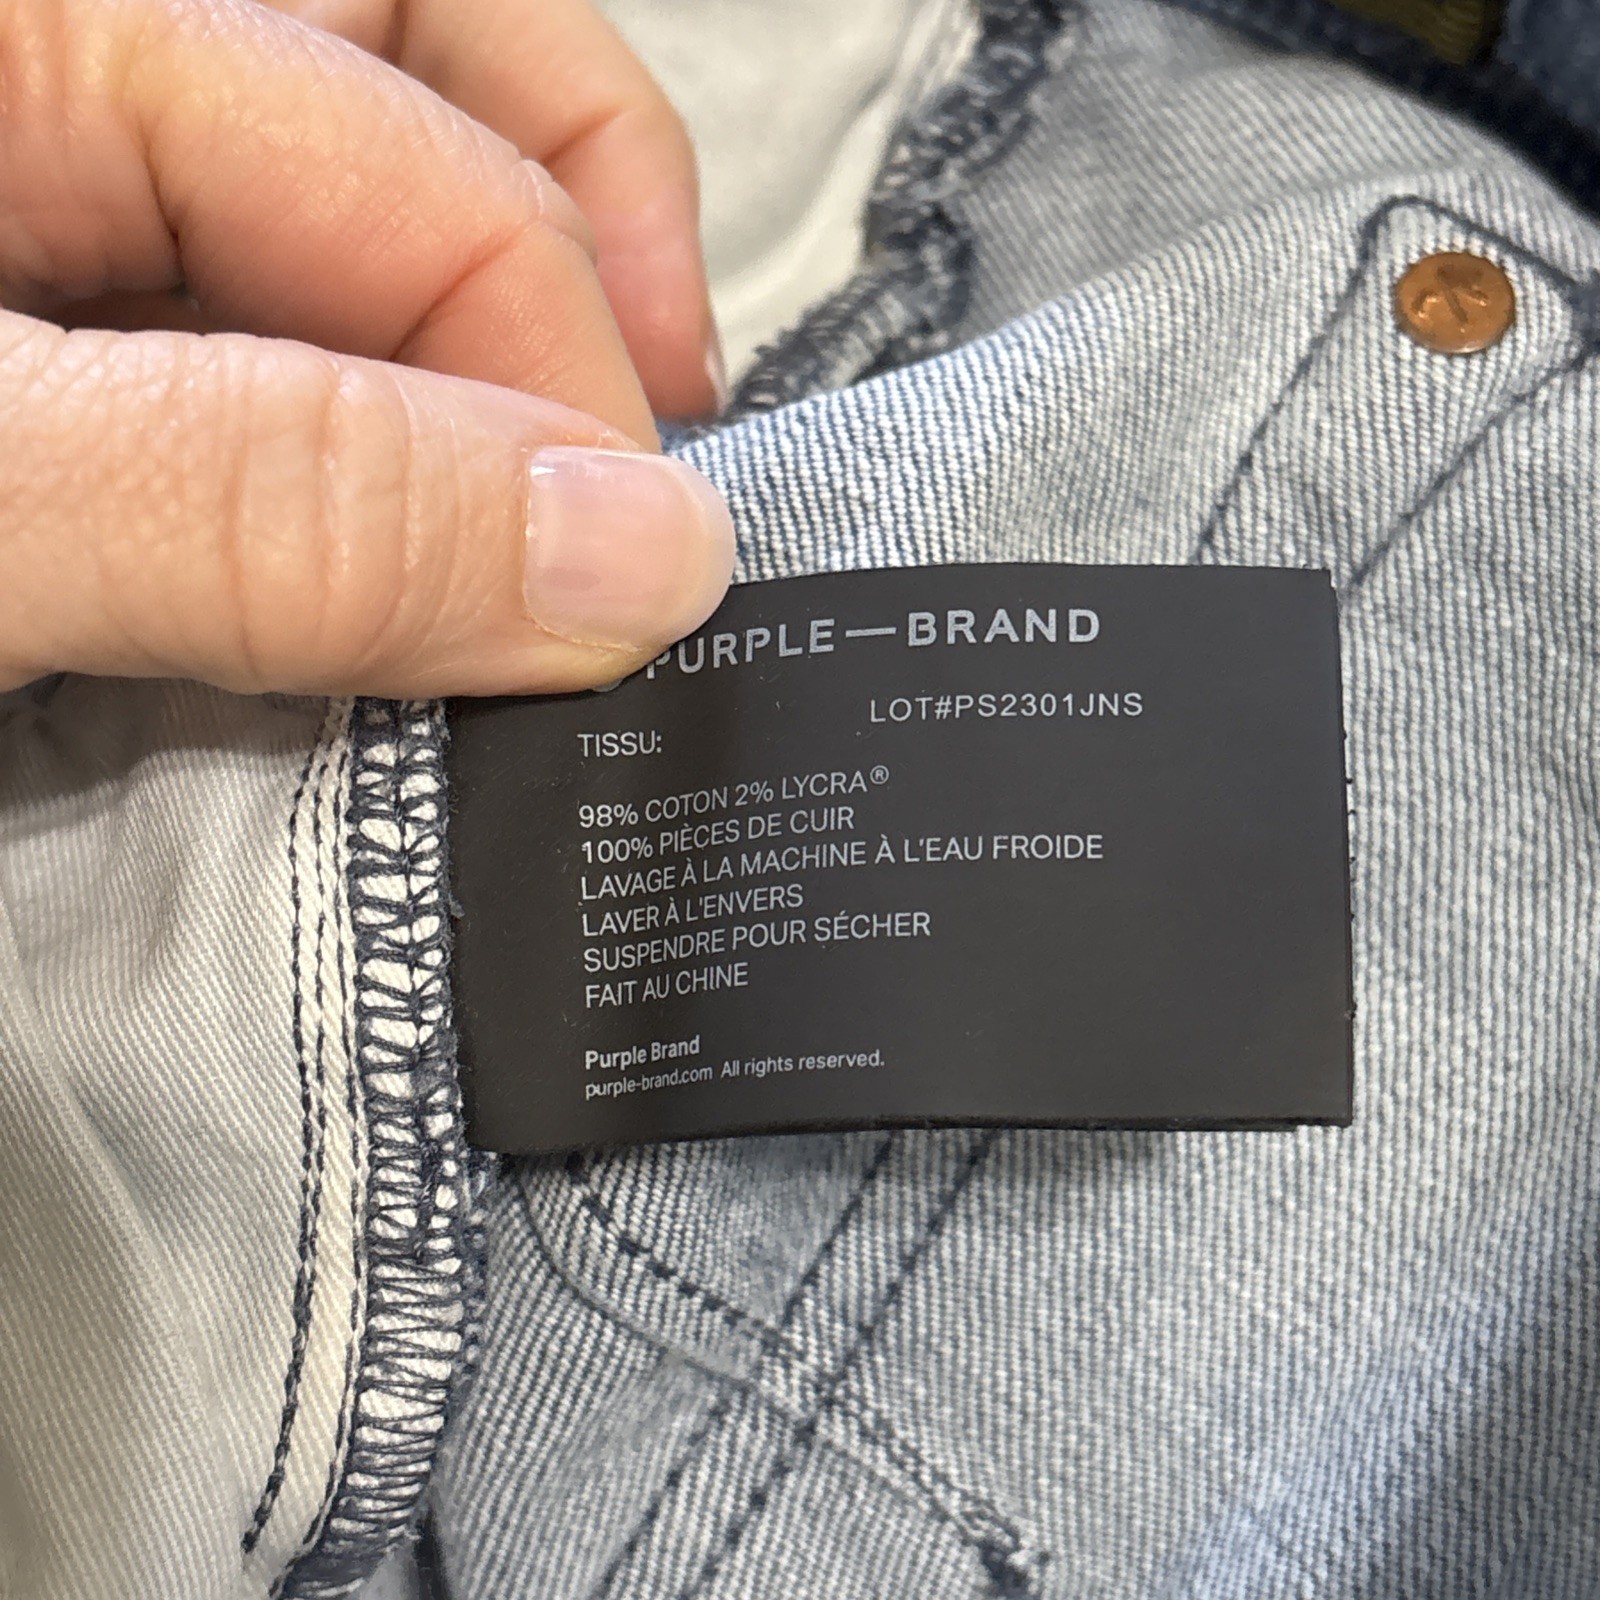 PURPLE—BRAND
LOT#PS2301JNS
TISSU:
98% COTON 2% LYCRA®
100% PIÈCES DE CUIR
LAVAGE À LA MACHINE À L'EAU FROIDE
LAVER À L'ENVERS
SUSPENDRE POUR SÉCHER
FAIT AU CHINE
Purple Brand
purple-brand.com All rights reserved.